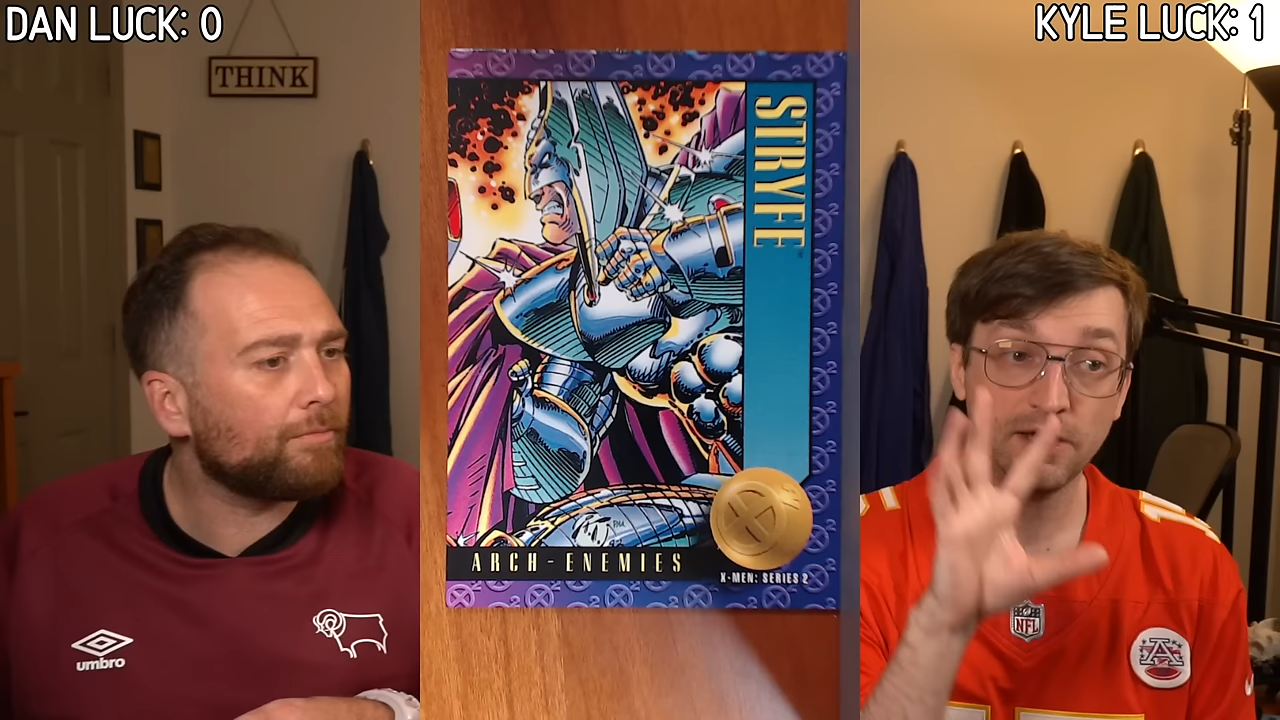 DAN LUCK: 0
KYLE LUCK: 1
THINK
STRYFE
ARCH-ENEMIES
X-MEN: SERIES 2
umbro
NFL